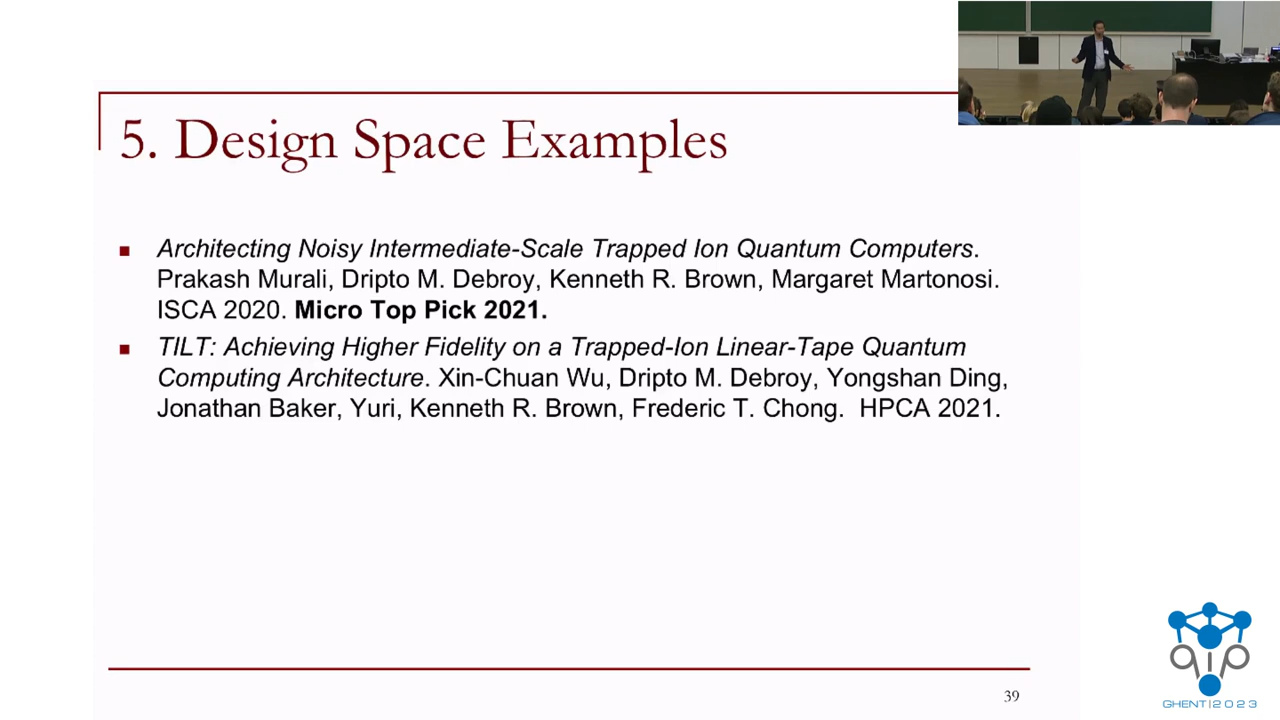 5. Design Space Examples
Architecting Noisy Intermediate-Scale Trapped Ion Quantum Computers.
Prakash Murali, Dripto M. Debroy, Kenneth R. Brown, Margaret Martonosi.
ISCA 2020. Micro Top Pick 2021.
TILT: Achieving Higher Fidelity on a Trapped-Ion Linear-Tape Quantum
Computing Architecture. Xin-Chuan Wu, Dripto M. Debroy, Yongshan Ding,
Jonathan Baker, Yuri, Kenneth R. Brown, Frederic T. Chong.  HPCA 2021.
39
qip
GHENT|2023